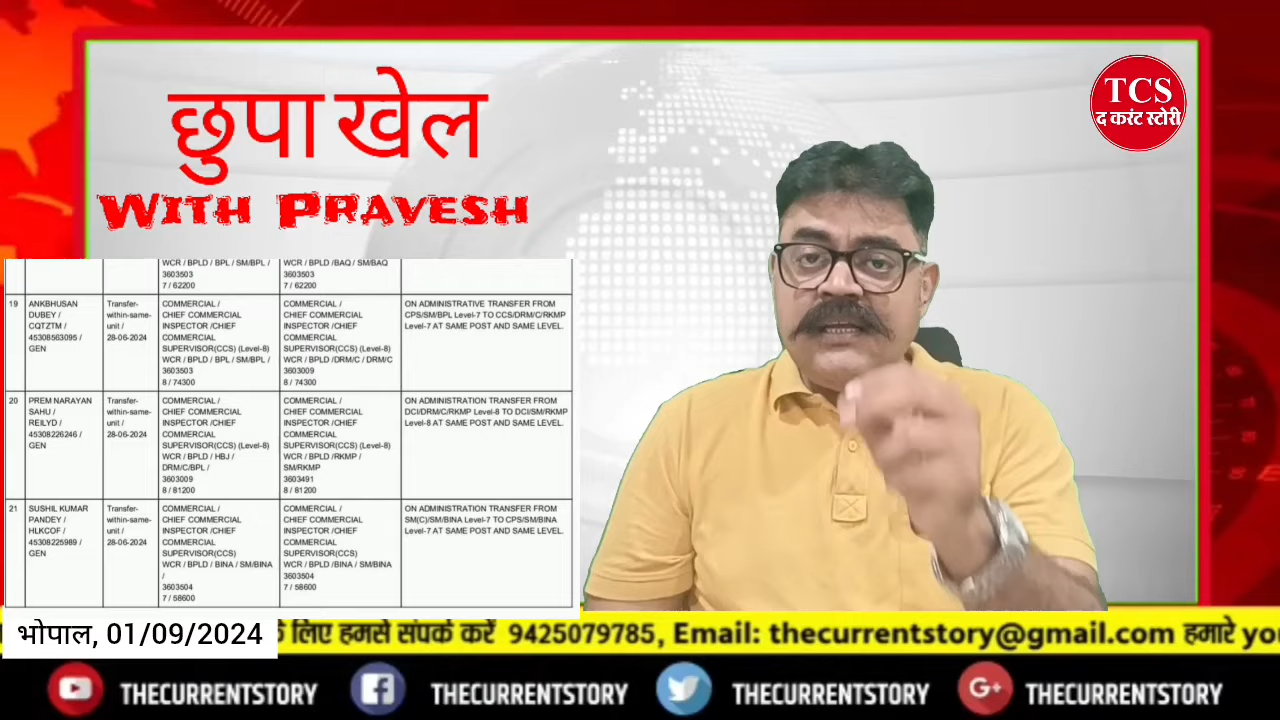 छुपा खेल
WITH PRAVESH
TCS
द करंट स्टोरी
WCR / BPLD / BPL / SM/BPL /
3603503
7 / 62200
WCR / BPLD /BAQ / SM/BAQ
3603503
7 / 62200
19
ANKBHUSAN
DUBEY /
CQTZTM /
45308563095 /
GEN
Transfer-
within-same-
unit /
28-06-2024
COMMERCIAL /
CHIEF COMMERCIAL
INSPECTOR /CHIEF
COMMERCIAL
SUPERVISOR(CCS) (Level-8)
WCR / BPLD / BPL / SM/BPL /
3603503
8 / 74300
COMMERCIAL /
CHIEF COMMERCIAL
INSPECTOR /CHIEF
COMMERCIAL
SUPERVISOR(CCS) (Level-8)
WCR / BPLD /DRM/C / DRM/C
3603009
8 / 74300
ON ADMINISTRATIVE TRANSFER FROM
CPS/SM/BPL Level-7 TO CCS/DRM/C/RKMP
Level-7 AT SAME POST AND SAME LEVEL.
20
PREM NARAYAN
SAHU /
REILYD /
45308226246 /
GEN
Transfer-
within-same-
unit /
28-06-2024
COMMERCIAL /
CHIEF COMMERCIAL
INSPECTOR /CHIEF
COMMERCIAL
SUPERVISOR(CCS) (Level-8)
WCR / BPLD / HBJ /
DRM/C/BPL /
3603009
8 / 81200
COMMERCIAL /
CHIEF COMMERCIAL
INSPECTOR /CHIEF
COMMERCIAL
SUPERVISOR(CCS) (Level-8)
WCR / BPLD /RKMP /
SM/RKMP
3603491
8 / 81200
ON ADMINISTRATION TRANSFER FROM
DCI/DRM/C/RKMP Level-8 TO DCI/SM/RKMP
Level-8 AT SAME POST AND SAME LEVEL.
21
SUSHIL KUMAR
PANDEY /
HLKCOF /
45308225989 /
GEN
Transfer-
within-same-
unit /
28-06-2024
COMMERCIAL /
CHIEF COMMERCIAL
INSPECTOR /CHIEF
COMMERCIAL
SUPERVISOR(CCS)
WCR / BPLD / BINA / SM/BINA
/
3603504
7 / 58600
COMMERCIAL /
CHIEF COMMERCIAL
INSPECTOR /CHIEF
COMMERCIAL
SUPERVISOR(CCS)
WCR / BPLD /BINA / SM/BINA
3603504
7 / 58600
ON ADMINISTRATION TRANSFER FROM
SM(C)/SM/BINA Level-7 TO CPS/SM/BINA
Level-7 AT SAME POST AND SAME LEVEL.
भोपाल, 01/09/2024
लिए हमसे संपर्क करें 9425079785, Email: thecurrentstory@gmail.com हमारे
THECURRENTSTORY THECURRENTSTORY THECURRENTSTORY G+ THECURRENTSTORY